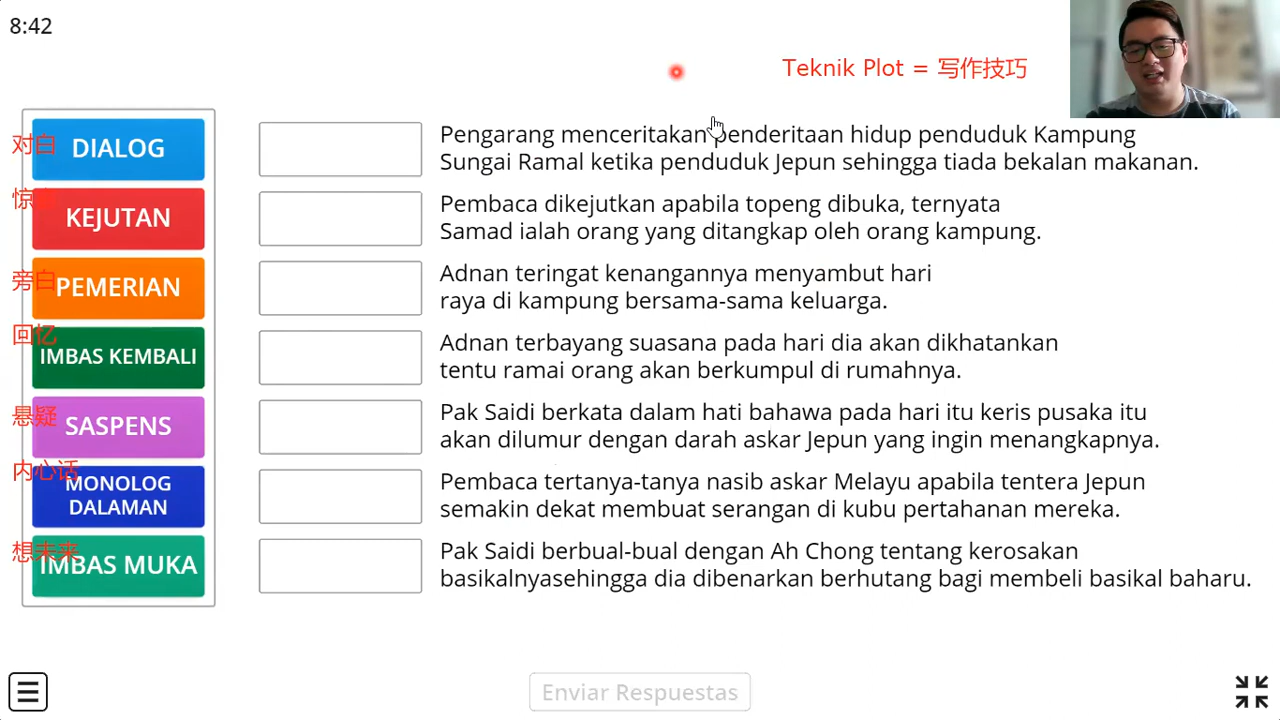 8:42
Teknik Plot = 写作技巧
对白
DIALOG
惊
KEJUTAN
旁白
PEMERIAN
回忆
IMBAS KEMBALI
悬疑
SASPENS
内心话
MONOLOG
DALAMAN
想未来
IMBAS MUKA
Pengarang menceritakan penderitaan hidup penduduk Kampung
Sungai Ramal ketika penduduk Jepun sehingga tiada bekalan makanan.
Pembaca dikejutkan apabila topeng dibuka, ternyata
Samad ialah orang yang ditangkap oleh orang kampung.
Adnan teringat kenangannya menyambut hari
raya di kampung bersama-sama keluarga.
Adnan terbayang suasana pada hari dia akan dikhatankan
tentu ramai orang akan berkumpul di rumahnya.
Pak Saidi berkata dalam hati bahawa pada hari itu keris pusaka itu
akan dilumur dengan darah askar Jepun yang ingin menangkapnya.
Pembaca tertanya-tanya nasib askar Melayu apabila tentera Jepun
semakin dekat membuat serangan di kubu pertahanan mereka.
Pak Saidi berbual-bual dengan Ah Chong tentang kerosakan
basikalnyasehingga dia dibenarkan berhutang bagi membeli basikal baharu.
Enviar Respuestas